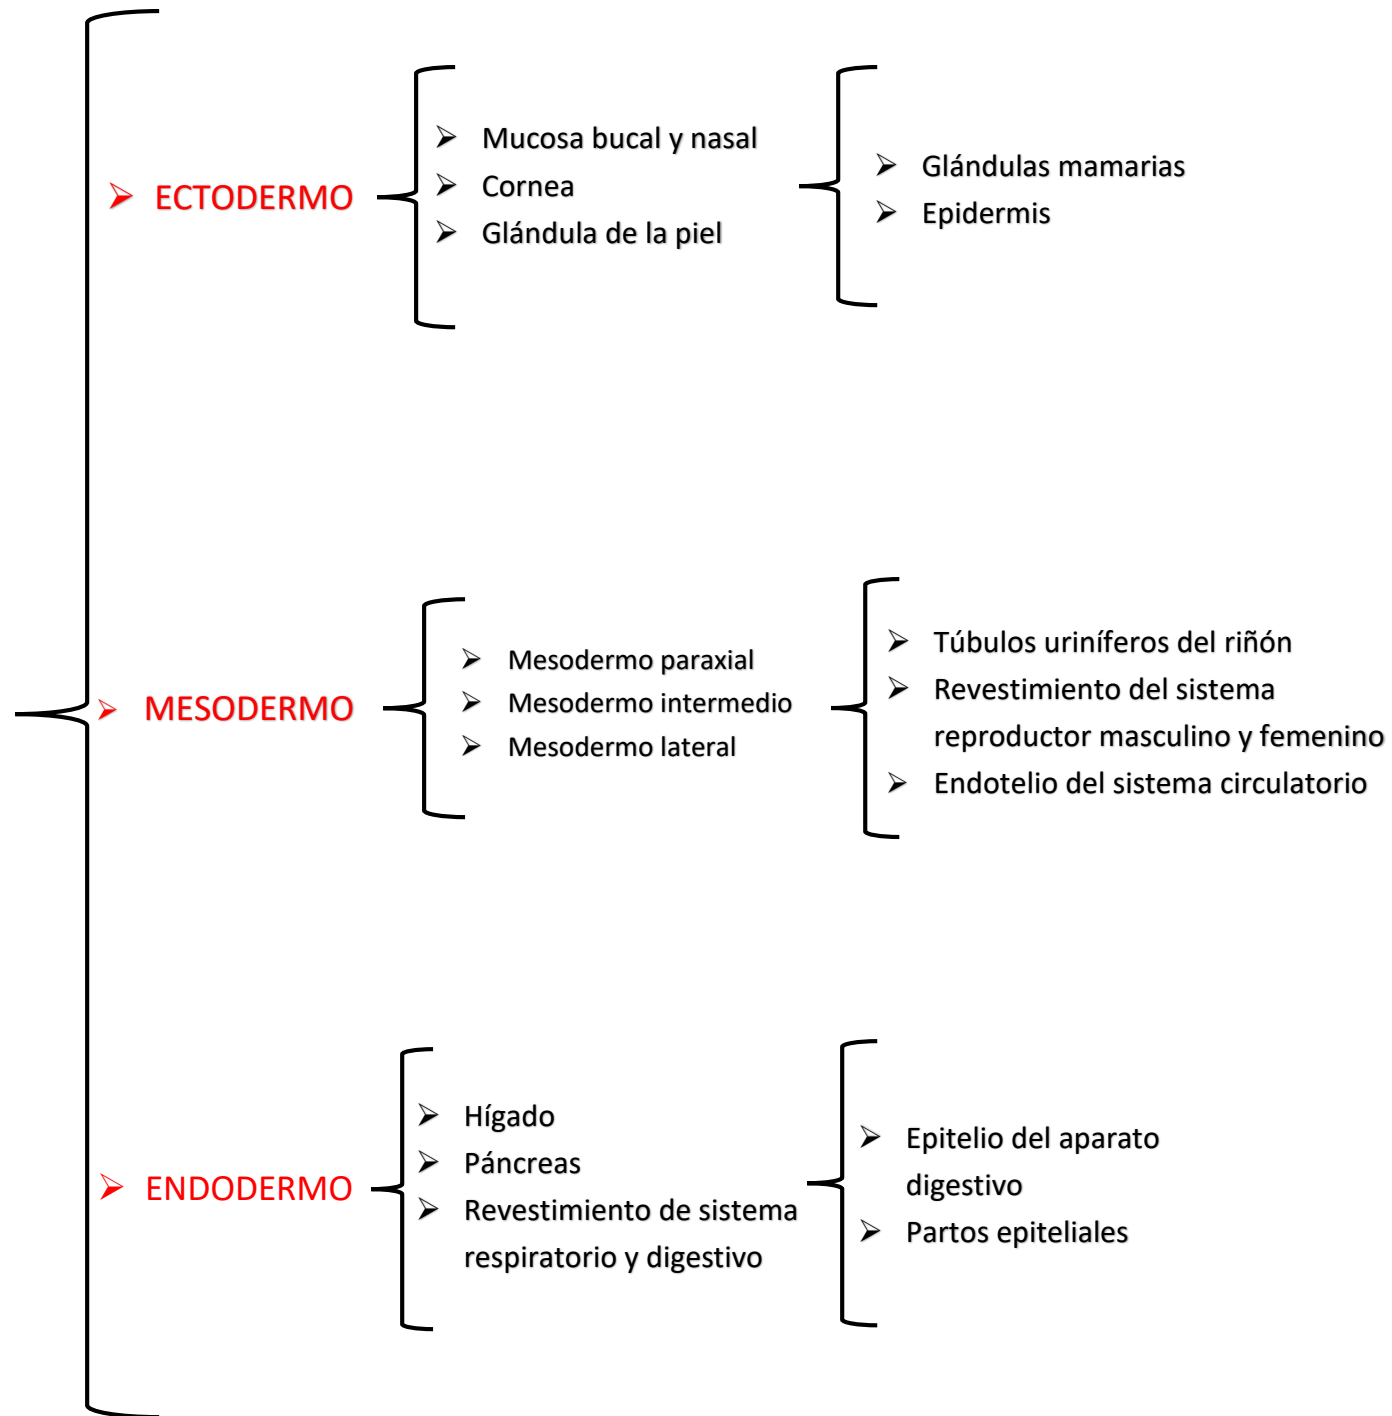 ECTODERMO
Mucosa bucal y nasal
Cornea
Glándula de la piel
Glándulas mamarias
Epidermis
MESODERMO
Mesodermo paraxial
Mesodermo intermedio
Mesodermo lateral
Túbulos uriníferos del riñón
Revestimiento del sistema
reproductor masculino y femenino
Endotelio del sistema circulatorio
ENDODERMO
Hígado
Páncreas
Revestimiento de sistema
respiratorio y digestivo
Epitelio del aparato
digestivo
Partos epiteliales